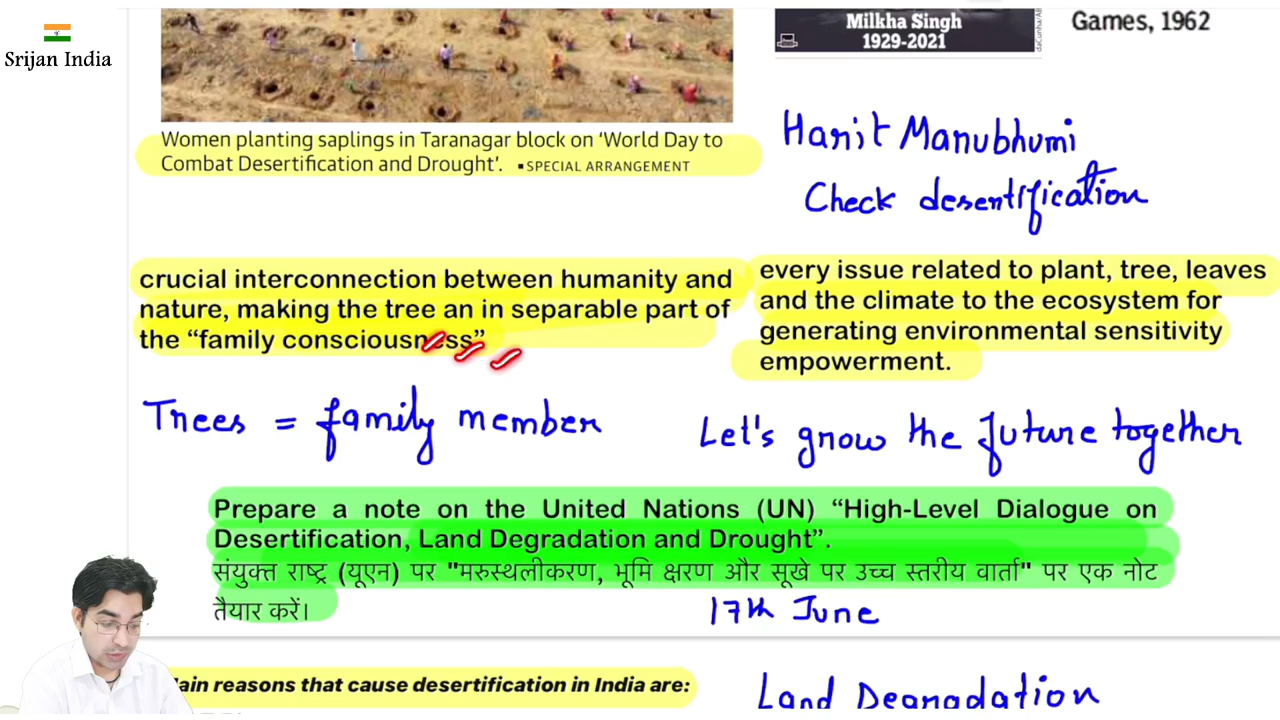 Srijan India
Milkha Singh
1929-2021
Games, 1962
Women planting saplings in Taranagar block on 'World Day to
Combat Desertification and Drought'. ▪ SPECIAL ARRANGEMENT
Harit Marubhumi
Check desertification
crucial interconnection between humanity and
nature, making the tree an in separable part of
the “family consciousness”
every issue related to plant, tree, leaves
and the climate to the ecosystem for
generating environmental sensitivity
empowerment.
Trees = family member
Let's grow the future together
Prepare a note on the United Nations (UN) “High-Level Dialogue on
Desertification, Land Degradation and Drought”.
संयुक्त राष्ट्र (यूएन) पर "मरुस्थलीकरण, भूमि क्षरण और सूखे पर उच्च स्तरीय वार्ता" पर एक नोट
तैयार करें।
17th June
Main reasons that cause desertification in India are:
Land Degradation